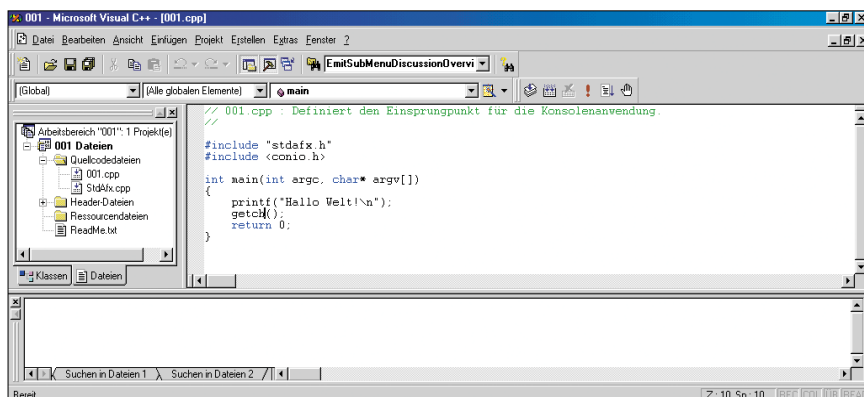 001 - Microsoft Visual C++ - [001.cpp]
Datei Bearbeiten Ansicht Einfügen Projekt Erstellen Extras Fenster ?
EmitSubMenuDiscussionOvervi
(Global) (Alle globalen Elemente) main
Arbeitsbereich "001": 1 Projekt(e)
001 Dateien
Quellcodedateien
001.cpp
StdAfx.cpp
Header-Dateien
Ressourcendateien
ReadMe.txt
Klassen Dateien
// 001.cpp : Definiert den Einsprungpunkt für die Konsolenanwendung.
//
#include "stdafx.h"
#include <conio.h>
int main(int argc, char* argv[])
{
printf("Hallo Welt!\n");
getch();
return 0;
}
Suchen in Dateien 1 Suchen in Dateien 2
Bereit Z: 10, Sp: 10 REC COL ÜB